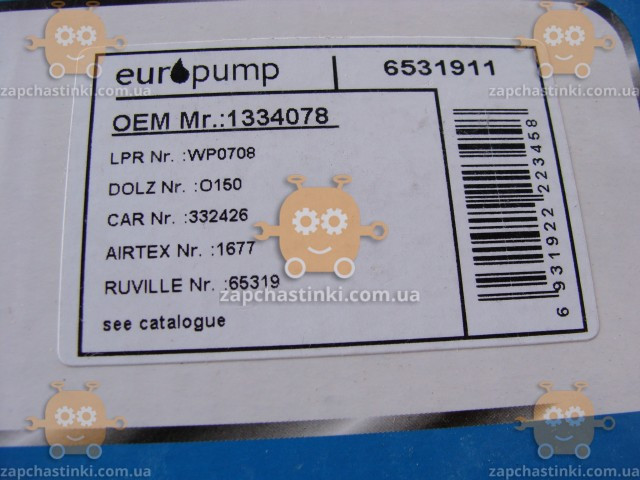 europump 6531911
OEM Mr.:1334078
LPR Nr. :WP0708
DOLZ Nr. :O150
CAR Nr. :332426
AIRTEX Nr. :1677
RUVILLE Nr. :65319
see catalogue
6 931922 223458
zapchastinki.com.ua
zapchastinki.com.ua
zapchastinki.com.ua
zapchastinki.com.ua
zapchastinki.com.ua